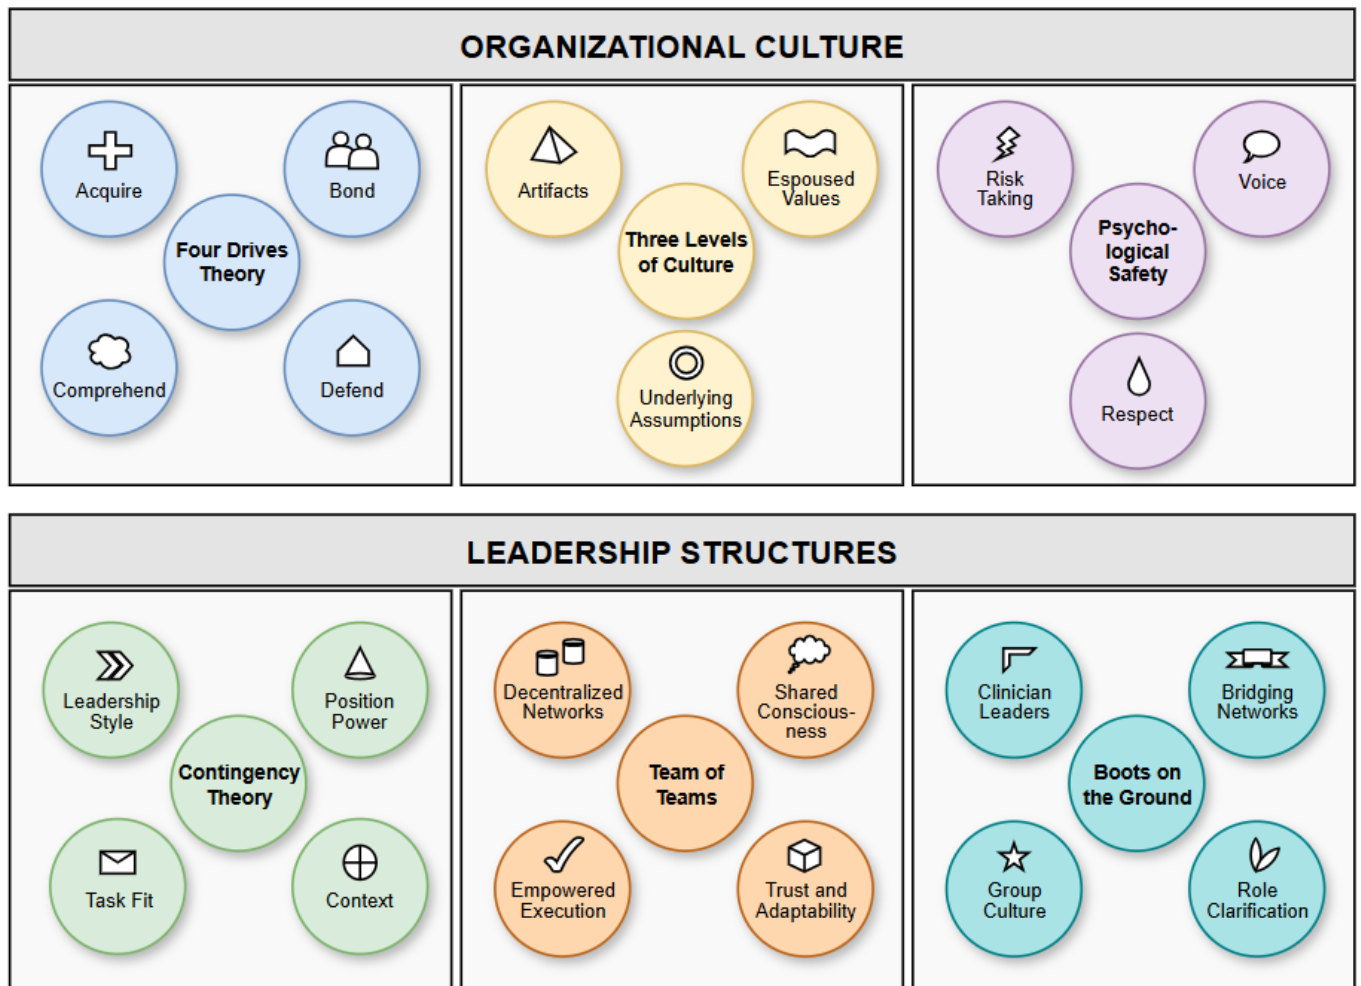 ORGANIZATIONAL CULTURE
Acquire
Bond
Four Drives
Theory
Comprehend
Defend
Artifacts
Espoused
Values
Three Levels
of Culture
Underlying
Assumptions
Risk
Taking
Voice
Psycho-
logical
Safety
Respect
LEADERSHIP STRUCTURES
Leadership
Style
Position
Power
Contingency
Theory
Task Fit
Context
Decentralized
Networks
Shared
Conscious-
ness
Team of
Teams
Empowered
Execution
Trust and
Adaptability
Clinician
Leaders
Bridging
Networks
Boots on
the Ground
Group
Culture
Role
Clarification